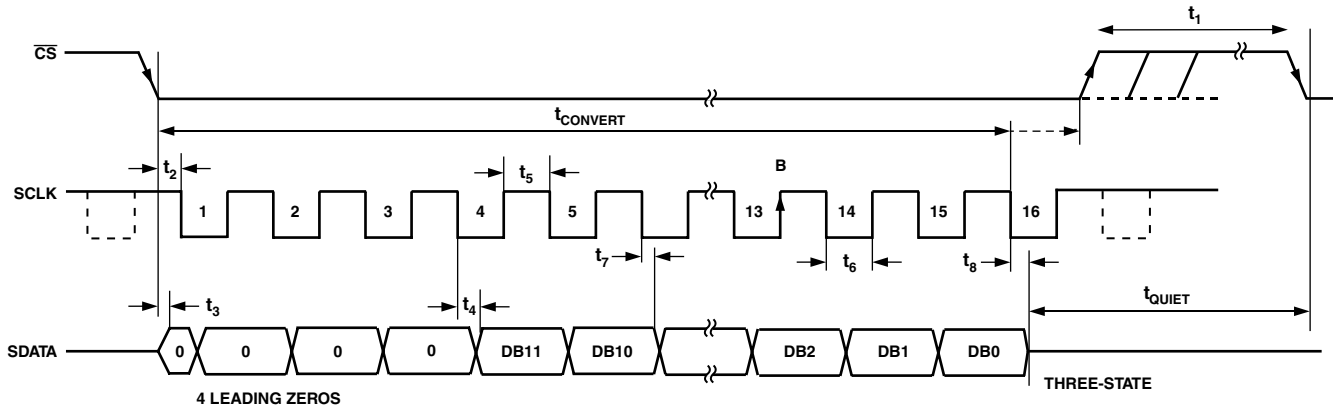 t1
CS
tCONVERT
t2
t5
B
SCLK
1
2
3
4
5
13
14
15
16
t7
t6
t8
t3
t4
tQUIET
SDATA
0
0
0
0
DB11
DB10
DB2
DB1
DB0
THREE-STATE
4 LEADING ZEROS